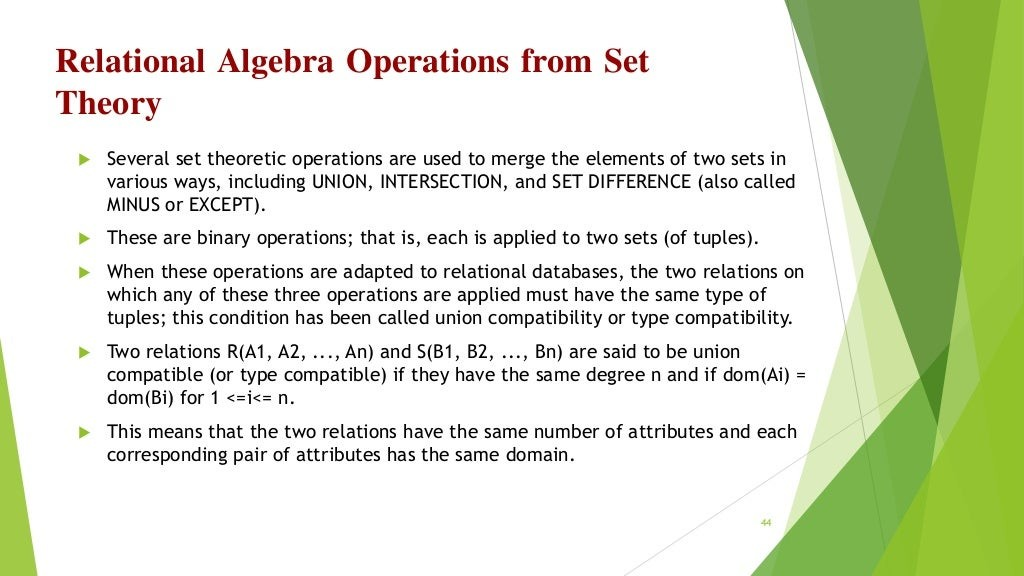 Relational Algebra Operations from Set
Theory
Several set theoretic operations are used to merge the elements of two sets in
various ways, including UNION, INTERSECTION, and SET DIFFERENCE (also called
MINUS or EXCEPT).
These are binary operations; that is, each is applied to two sets (of tuples).
When these operations are adapted to relational databases, the two relations on
which any of these three operations are applied must have the same type of
tuples; this condition has been called union compatibility or type compatibility.
Two relations R(A1, A2, ..., An) and S(B1, B2, ..., Bn) are said to be union
compatible (or type compatible) if they have the same degree n and if dom(Ai) =
dom(Bi) for 1 <=i<= n.
This means that the two relations have the same number of attributes and each
corresponding pair of attributes has the same domain.
44